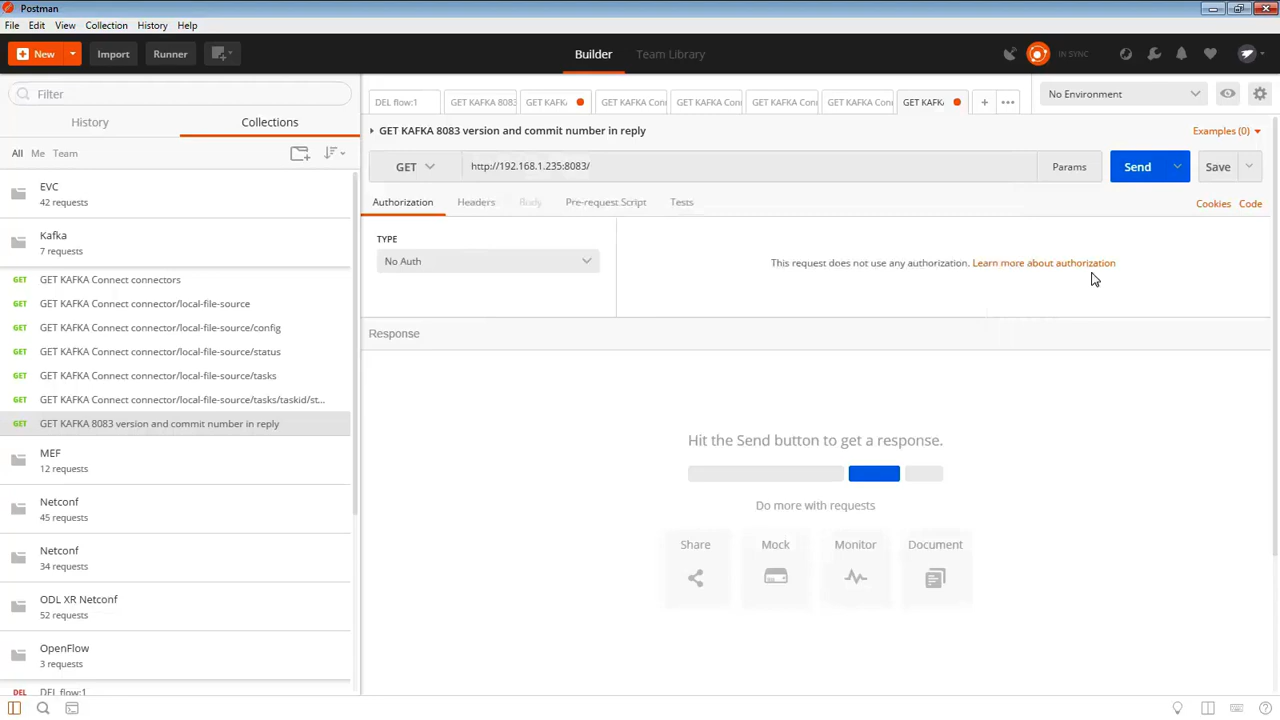 Postman
File Edit View Collection History Help
New Import Runner Builder Team Library IN SYNC
Filter
History Collections
All Me Team
EVC
42 requests
Kafka
7 requests
GET GET KAFKA Connect connectors
GET GET KAFKA Connect connector/local-file-source
GET GET KAFKA Connect connector/local-file-source/config
GET GET KAFKA Connect connector/local-file-source/status
GET GET KAFKA Connect connector/local-file-source/tasks
GET GET KAFKA Connect connector/local-file-source/tasks/taskid/st...
GET GET KAFKA 8083 version and commit number in reply
MEF
12 requests
Netconf
45 requests
Netconf
34 requests
ODL XR Netconf
52 requests
OpenFlow
3 requests
DEL DEL flow:1
DEL flow:1 GET KAFKA 8083 GET KAFK GET KAFKA Con GET KAFKA Con GET KAFKA Con GET KAFKA Con GET KAFK No Environment
GET KAFKA 8083 version and commit number in reply Examples (0)
GET http://192.168.1.235:8083/ Params Send Save
Authorization Headers Body Pre-request Script Tests Cookies Code
TYPE
No Auth
This request does not use any authorization. Learn more about authorization
Response
Hit the Send button to get a response.
Do more with requests
Share Mock Monitor Document